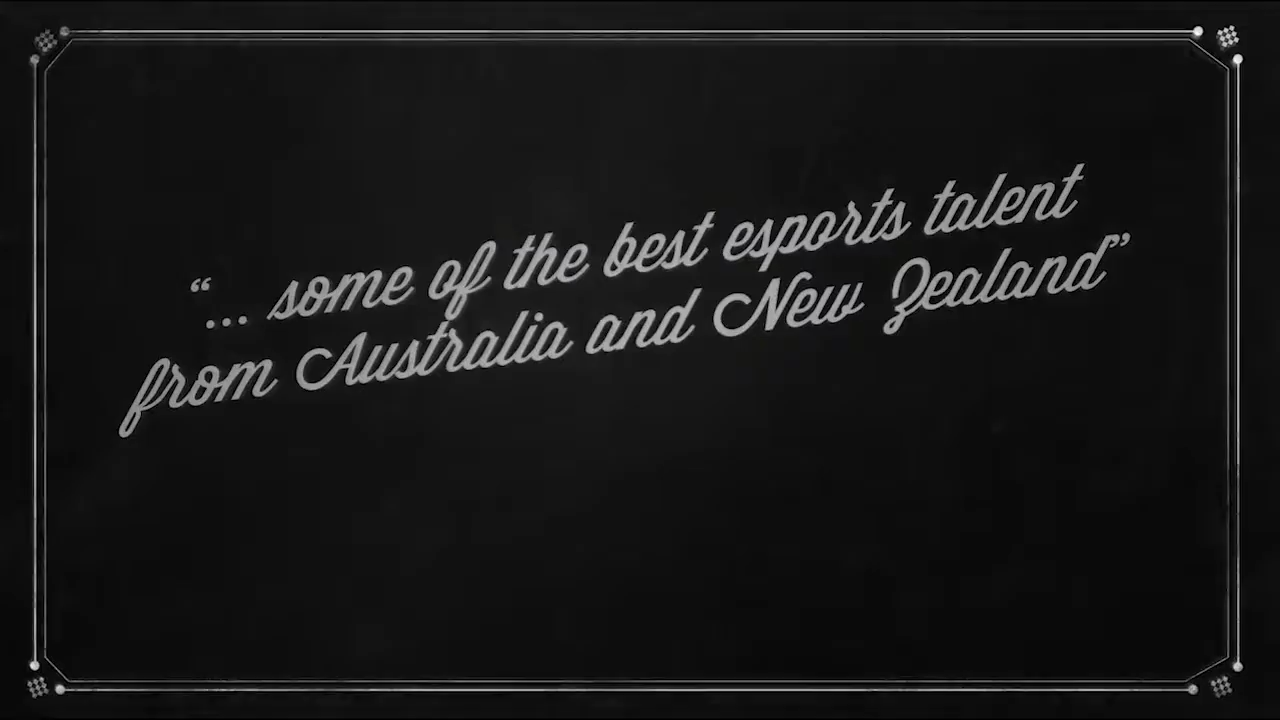 “... some of the best esports talent
from Australia and New Zealand”